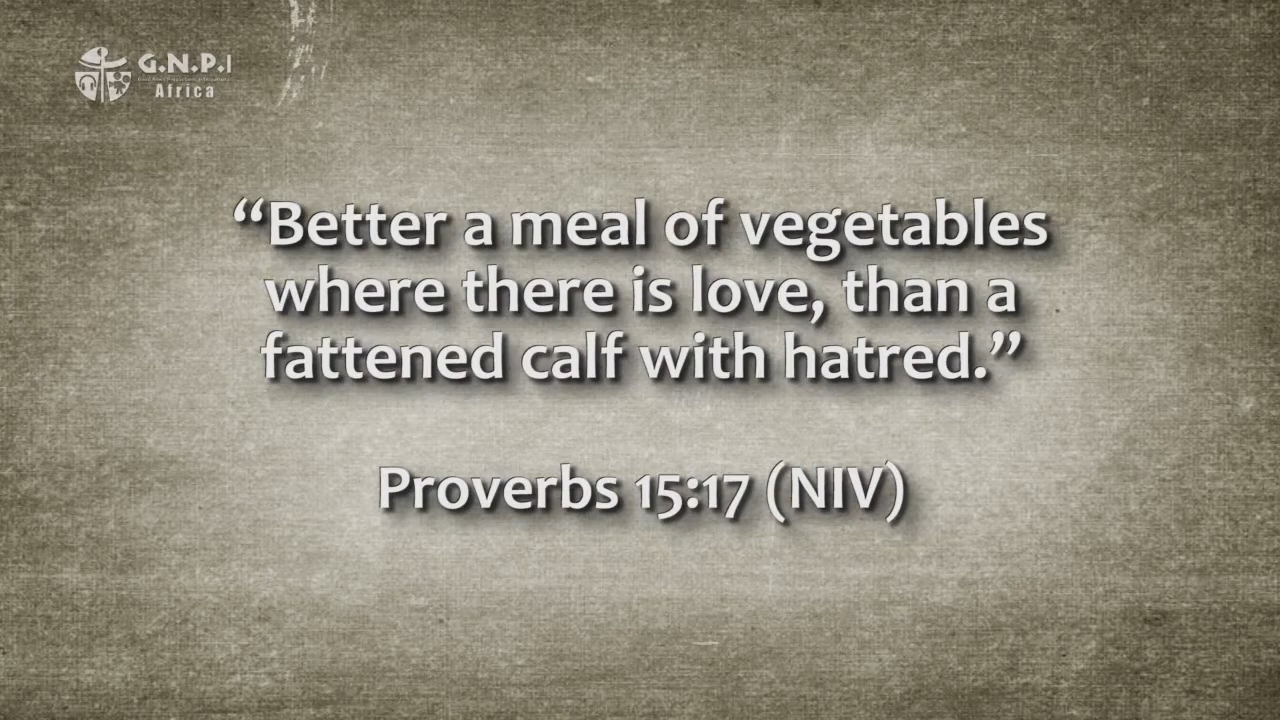 G.N.P.I
Africa
“Better a meal of vegetables
where there is love, than a
fattened calf with hatred.”
Proverbs 15:17 (NIV)